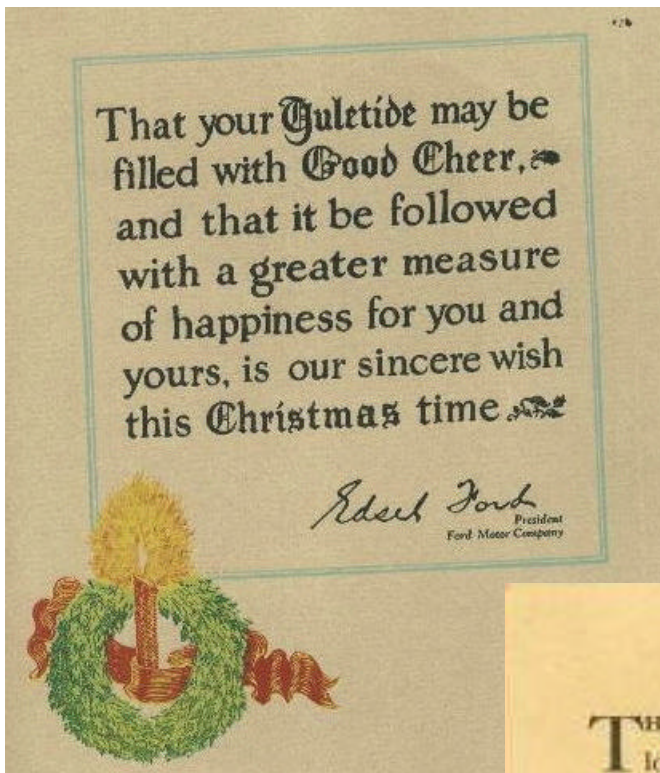 That your Yuletide may be
filled with Good Cheer,
and that it be followed
with a greater measure
of happiness for you and
yours, is our sincere wish
this Christmas time
Edsel Ford
President
Ford Motor Company